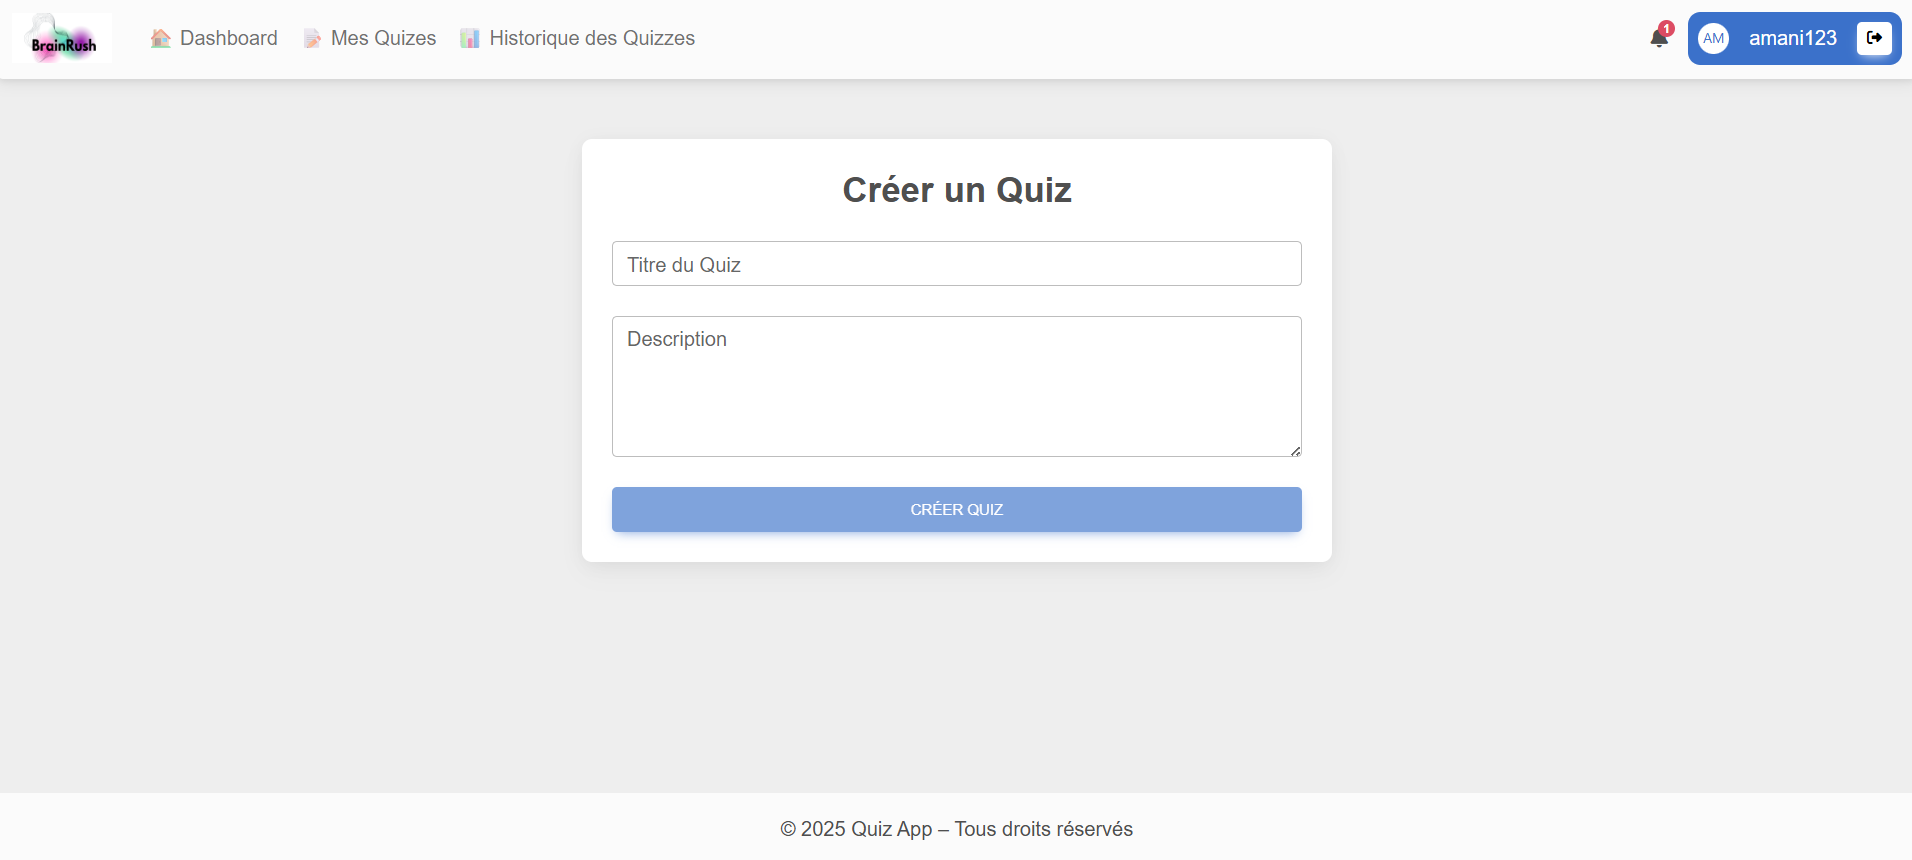 BrainRush
Dashboard
Mes Quizes
Historique des Quizzes
1
AM
amani123
Créer un Quiz
Titre du Quiz
Description
CRÉER QUIZ
© 2025 Quiz App – Tous droits réservés